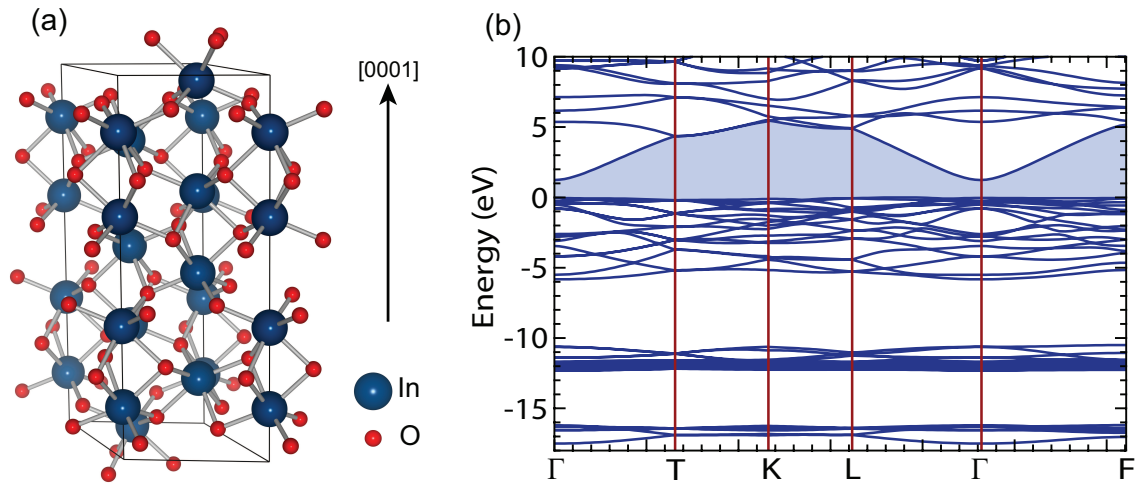 (a)
[0001]
In
O
(b)
Energy (eV)
10
5
0
-5
-10
-15
Γ T K L Γ F